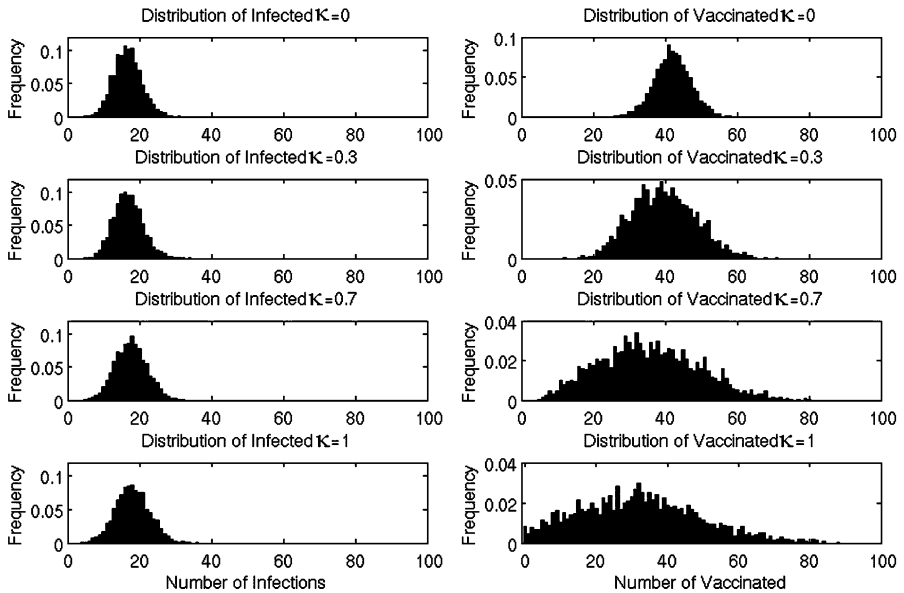 Distribution of Infected κ=0
Distribution of Vaccinated κ=0
Frequency
0.1
0.05
0
0 20 40 60 80 100
Frequency
0.1
0.05
0
0 20 40 60 80 100
Distribution of Infected κ=0.3
Distribution of Vaccinated κ=0.3
Frequency
0.1
0.05
0
0 20 40 60 80 100
Frequency
0.05
0
0 20 40 60 80 100
Distribution of Infected κ=0.7
Distribution of Vaccinated κ=0.7
Frequency
0.1
0.05
0
0 20 40 60 80 100
Frequency
0.04
0.02
0
0 20 40 60 80 100
Distribution of Infected κ=1
Distribution of Vaccinated κ=1
Frequency
0.1
0.05
0
0 20 40 60 80 100
Number of Infections
Frequency
0.04
0.02
0
0 20 40 60 80 100
Number of Vaccinated